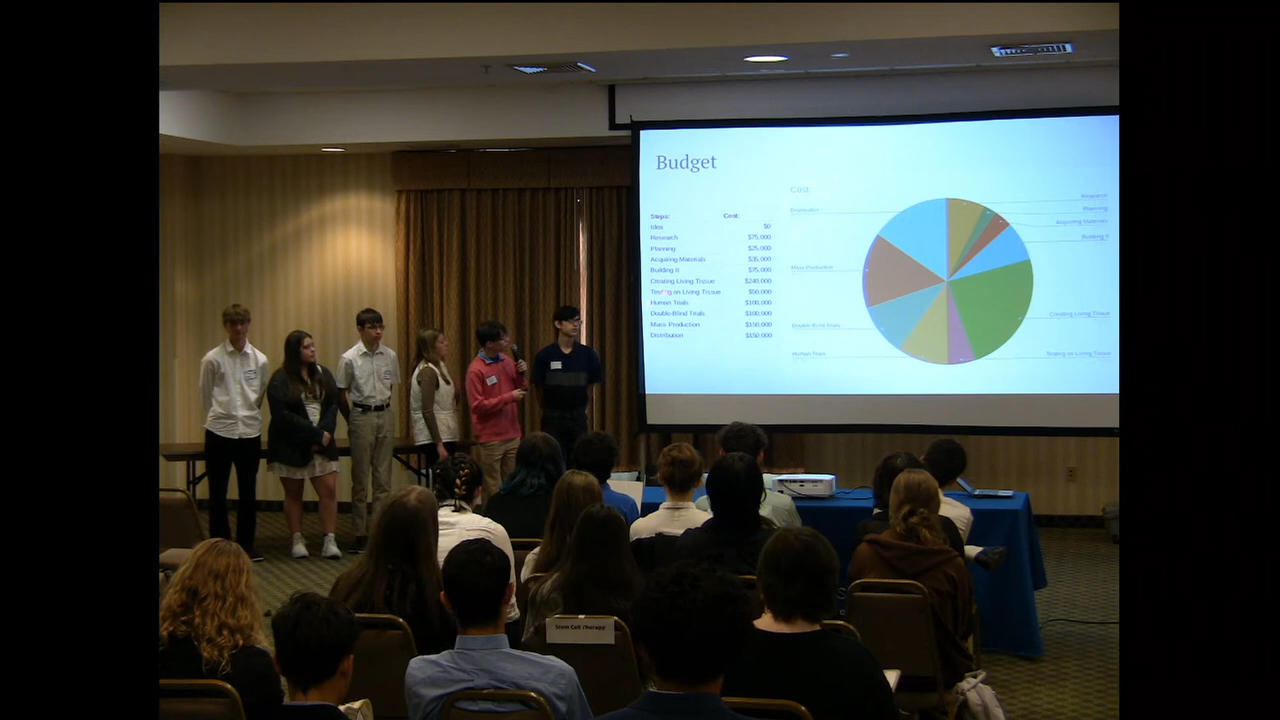 Budget
Steps: Cost:
Idea $0
Research $75,000
Planning $25,000
Acquiring Materials $35,000
Building It $75,000
Creating Living Tissue $240,000
Testing on Living Tissue $50,000
Human Trials $100,000
Double-Blind Trials $100,000
Mass Production $150,000
Distribution $150,000
Cost:
Distribution
Mass Production
Double-Blind Trials
Human Trials
Research
Planning
Acquiring Materials
Building It
Creating Living Tissue
Testing on Living Tissue
Stem Cell Therapy